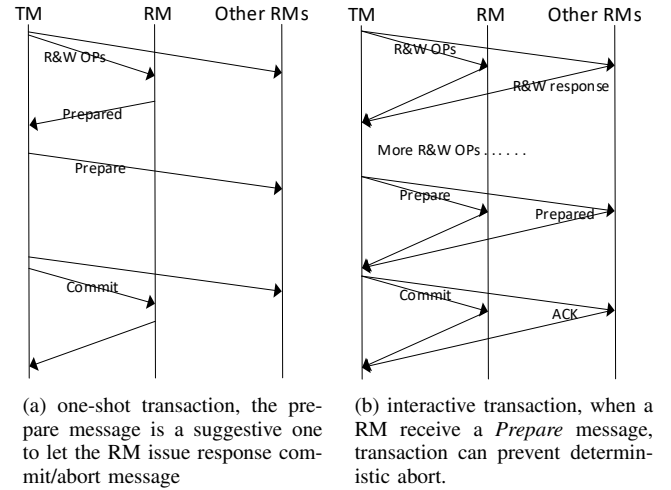 TM RM Other RMs
R&W OPs
Prepared
Prepare
Commit
TM RM Other RMs
R&W OPs
R&W response
More R&W OPs . . . . . .
Prepare
Prepared
Commit
ACK
(a) one-shot transaction, the pre-
pare message is a suggestive one
to let the RM issue response com-
mit/abort message
(b) interactive transaction, when a
RM receive a Prepare message,
transaction can prevent determin-
istic abort.